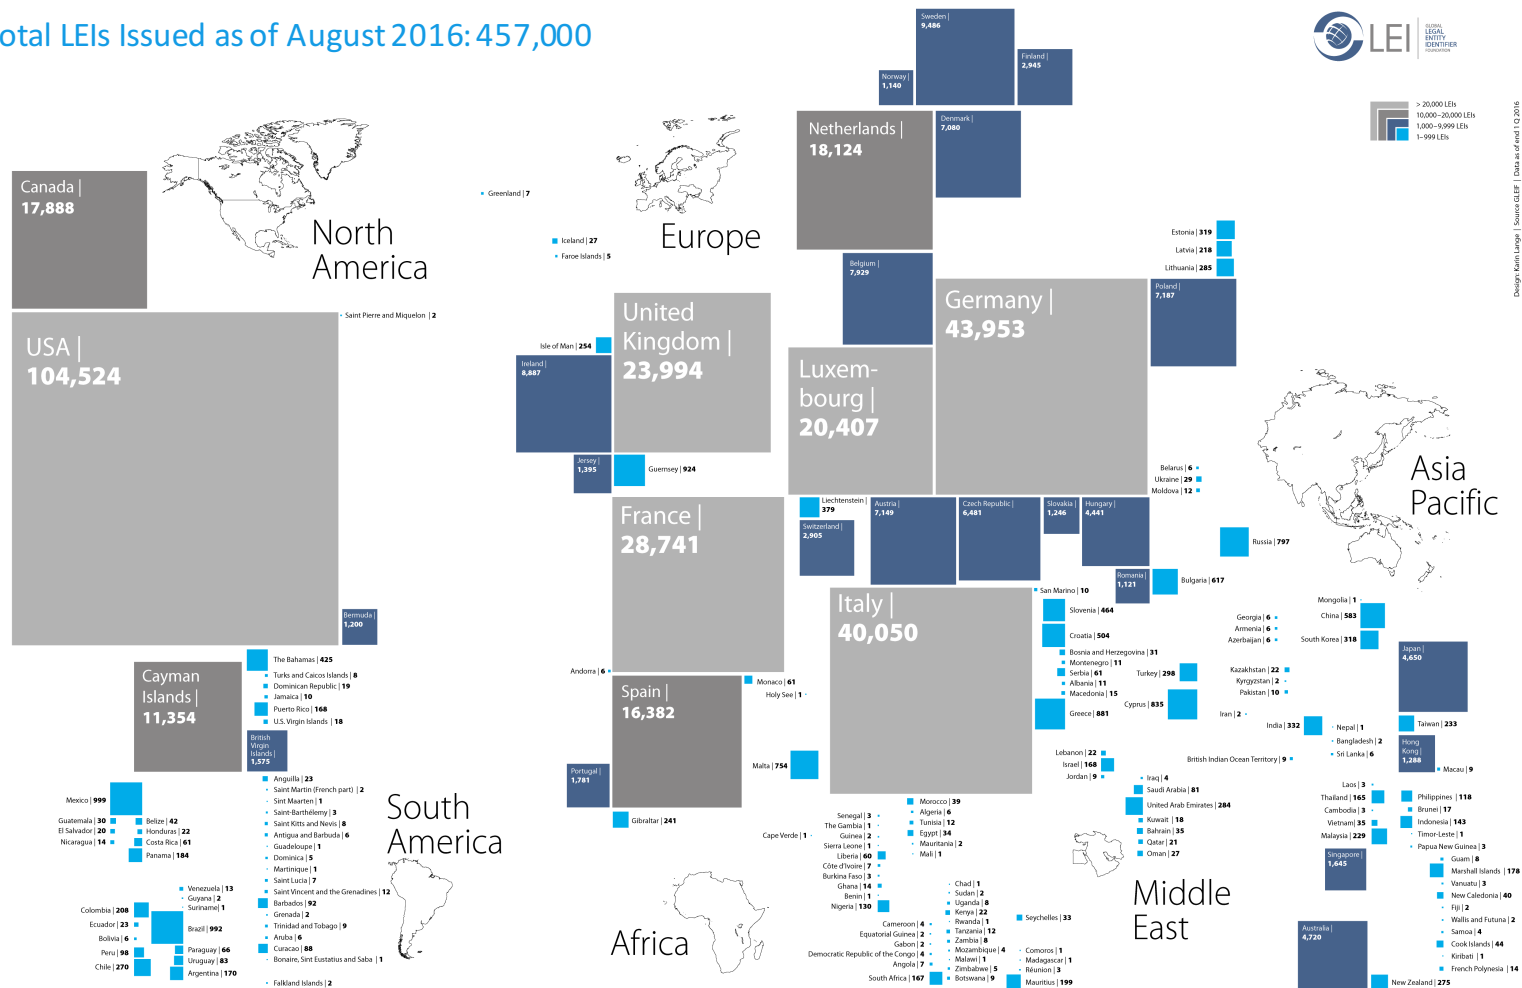 otal LEIs Issued as of August 2016: 457,000
LEI
GLOBAL
LEGAL
ENTITY
IDENTIFIER
FOUNDATION
> 20,000 LEIs
10,000–20,000 LEIs
1,000–9,999 LEIs
1–999 LEIs
Design: Karin Lange | Source GLEIF | Data as of end 1 Q 2016
North
America
Canada |
17,888
USA |
104,524
Greenland | 7
Saint Pierre and Miquelon | 2
Bermuda |
1,200
Cayman
Islands |
11,354
The Bahamas | 425
Turks and Caicos Islands | 8
Dominican Republic | 19
Jamaica | 10
Puerto Rico | 168
U.S. Virgin Islands | 18
British
Virgin
Islands |
1,575
Anguilla | 23
Saint Martin (French part) | 2
Sint Maarten | 1
Saint-Barthélemy | 3
Saint Kitts and Nevis | 8
Antigua and Barbuda | 6
Guadeloupe | 1
Dominica | 5
Martinique | 1
Saint Lucia | 7
Saint Vincent and the Grenadines | 12
Barbados | 92
Grenada | 2
Trinidad and Tobago | 9
Aruba | 6
Curacao | 88
Bonaire, Sint Eustatius and Saba | 1
Falkland Islands | 2
Mexico | 999
Guatemala | 30
El Salvador | 20
Nicaragua | 14
Belize | 42
Honduras | 22
Costa Rica | 61
Panama | 184
South
America
Venezuela | 13
Guyana | 2
Suriname | 1
Colombia | 208
Ecuador | 23
Bolivia | 6
Peru | 98
Chile | 270
Brazil | 992
Paraguay | 66
Uruguay | 83
Argentina | 170
Europe
Sweden |
9,486
Norway |
1,140
Finland |
2,945
Netherlands |
18,124
Denmark |
7,080
Iceland | 27
Faroe Islands | 5
Estonia | 319
Latvia | 218
Lithuania | 285
Belgium |
7,929
Germany |
43,953
Poland |
7,187
United
Kingdom |
23,994
Isle of Man | 254
Ireland |
8,887
Jersey |
1,395
Guernsey | 924
Luxem-
bourg |
20,407
Belarus | 6
Ukraine | 29
Moldova | 12
France |
28,741
Liechtenstein |
379
Switzerland |
2,905
Austria |
7,149
Czech Republic |
6,481
Slovakia |
1,246
Hungary |
4,441
Romania |
1,121
Bulgaria | 617
Russia | 797
Italy |
40,050
San Marino | 10
Slovenia | 464
Croatia | 504
Bosnia and Herzegovina | 31
Montenegro | 11
Serbia | 61
Albania | 11
Macedonia | 15
Greece | 881
Turkey | 298
Cyprus | 835
Andorra | 6
Monaco | 61
Holy See | 1
Spain |
16,382
Portugal |
1,781
Gibraltar | 241
Malta | 754
Asia
Pacific
Georgia | 6
Armenia | 6
Azerbaijan | 6
Mongolia | 1
China | 583
South Korea | 318
Japan |
4,650
Kazakhstan | 22
Kyrgyzstan | 2
Pakistan | 10
Iran | 2
India | 332
Nepal | 1
Bangladesh | 2
Sri Lanka | 6
British Indian Ocean Territory | 9
Taiwan | 233
Hong
Kong |
1,288
Macau | 9
Laos | 3
Thailand | 165
Cambodia | 3
Vietnam | 35
Malaysia | 229
Singapore |
1,645
Philippines | 118
Brunei | 17
Indonesia | 143
Timor-Leste | 1
Papua New Guinea | 3
Guam | 8
Marshall Islands | 178
Vanuatu | 3
New Caledonia | 40
Fiji | 2
Wallis and Futuna | 2
Samoa | 4
Cook Islands | 44
Kiribati | 1
French Polynesia | 14
Australia |
4,720
New Zealand | 275
Middle
East
Lebanon | 22
Israel | 168
Jordan | 9
Iraq | 4
Saudi Arabia | 81
United Arab Emirates | 284
Kuwait | 18
Bahrain | 35
Qatar | 21
Oman | 27
Africa
Cape Verde | 1
Senegal | 3
The Gambia | 1
Guinea | 2
Sierra Leone | 1
Liberia | 60
Côte d'Ivoire | 7
Burkina Faso | 3
Ghana | 14
Benin | 1
Nigeria | 130
Morocco | 39
Algeria | 6
Tunisia | 12
Egypt | 34
Mauritania | 2
Mali | 1
Cameroon | 4
Equatorial Guinea | 2
Gabon | 2
Democratic Republic of the Congo | 4
Angola | 7
South Africa | 167
Chad | 1
Sudan | 2
Uganda | 8
Kenya | 22
Rwanda | 1
Tanzania | 12
Zambia | 8
Mozambique | 4
Malawi | 1
Zimbabwe | 5
Botswana | 9
Seychelles | 33
Comoros | 1
Madagascar | 1
Réunion | 3
Mauritius | 199